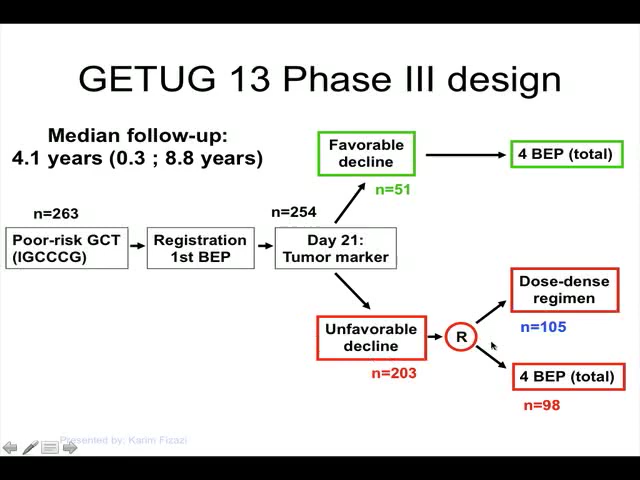 GETUG 13 Phase III design
Median follow-up:
4.1 years (0.3 ; 8.8 years)
Favorable
decline
n=51
4 BEP (total)
n=263
Poor-risk GCT
(IGCCCG)
Registration
1st BEP
n=254
Day 21:
Tumor marker
Unfavorable
decline
n=203
R
Dose-dense
regimen
n=105
4 BEP (total)
n=98
Presented by: Karim Fizazi